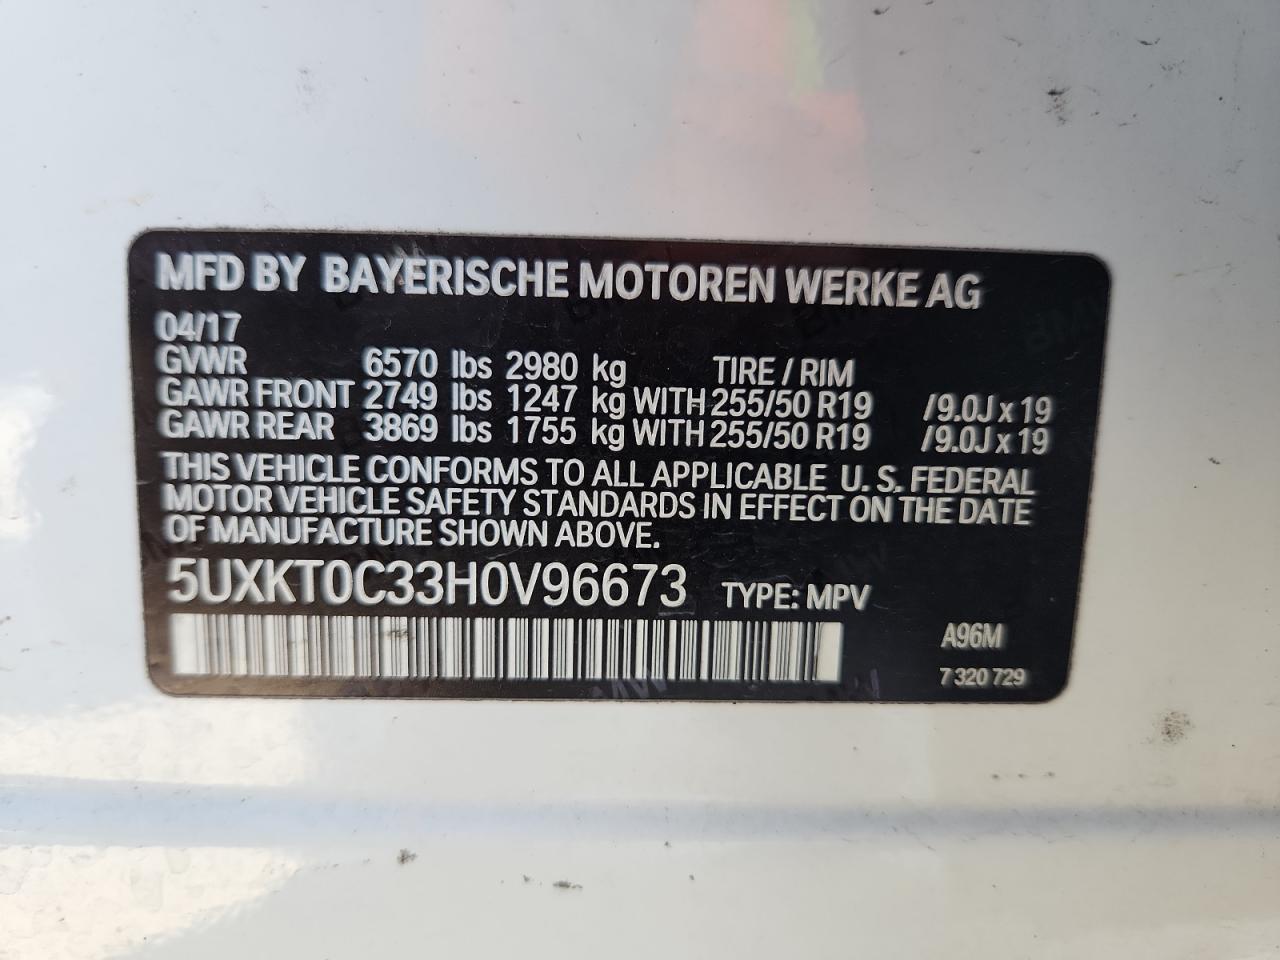 MFD BY BAYERISCHE MOTOREN WERKE AG
04/17
GVWR 6570 lbs 2980 kg TIRE / RIM
GAWR FRONT 2749 lbs 1247 kg WITH 255/50 R19 /9.0J x 19
GAWR REAR 3869 lbs 1755 kg WITH 255/50 R19 /9.0J x 19
THIS VEHICLE CONFORMS TO ALL APPLICABLE U. S. FEDERAL
MOTOR VEHICLE SAFETY STANDARDS IN EFFECT ON THE DATE
OF MANUFACTURE SHOWN ABOVE.
5UXKT0C33H0V96673 TYPE: MPV
A96M
7 320 729